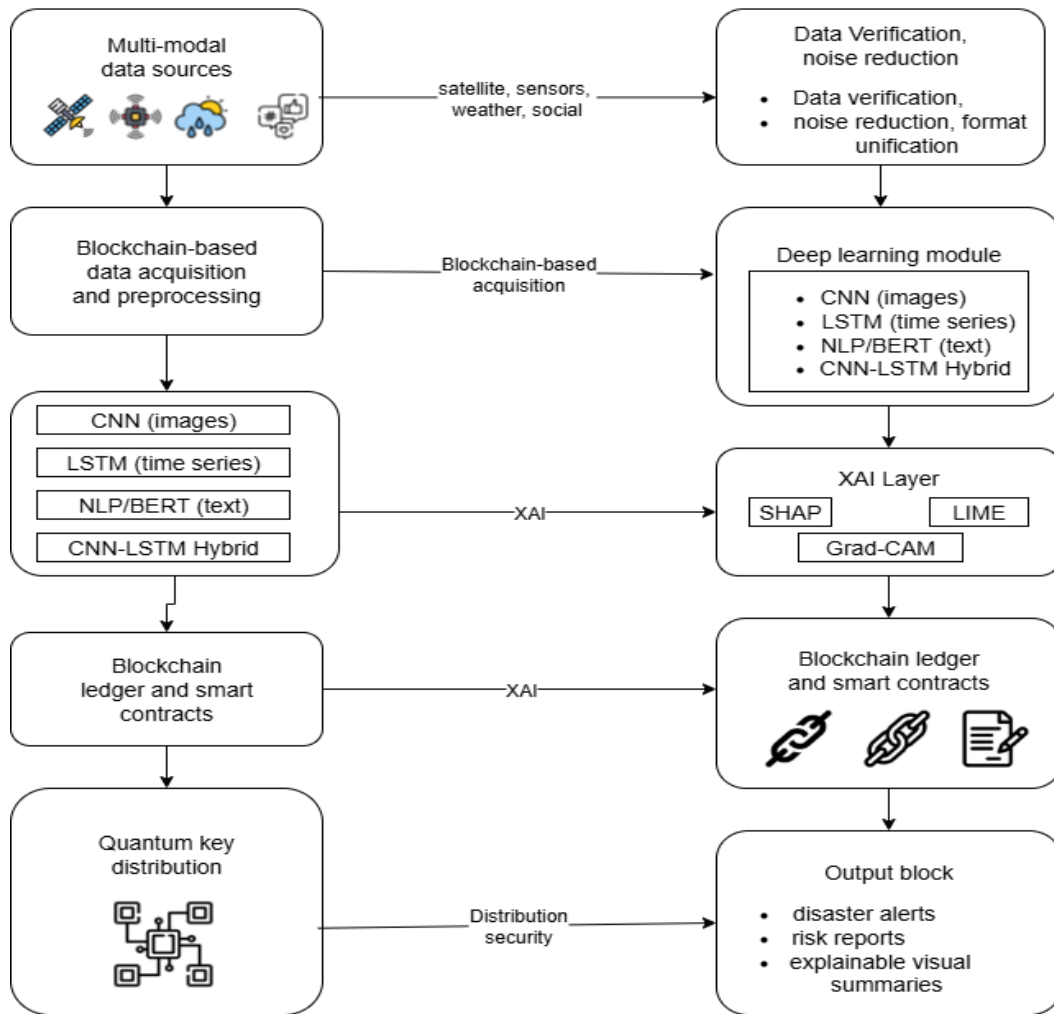 Multi-modal
data sources
satellite, sensors,
weather, social
Data Verification,
noise reduction
• Data verification,
• noise reduction, format
unification
Blockchain-based
data acquisition
and preprocessing
Blockchain-based
acquisition
Deep learning module
• CNN (images)
• LSTM (time series)
• NLP/BERT (text)
• CNN-LSTM Hybrid
CNN (images)
LSTM (time series)
NLP/BERT (text)
CNN-LSTM Hybrid
XAI
XAI Layer
SHAP
LIME
Grad-CAM
Blockchain
ledger and smart
contracts
XAI
Blockchain ledger
and smart contracts
Quantum key
distribution
Distribution
security
Output block
• disaster alerts
• risk reports
• explainable visual
summaries